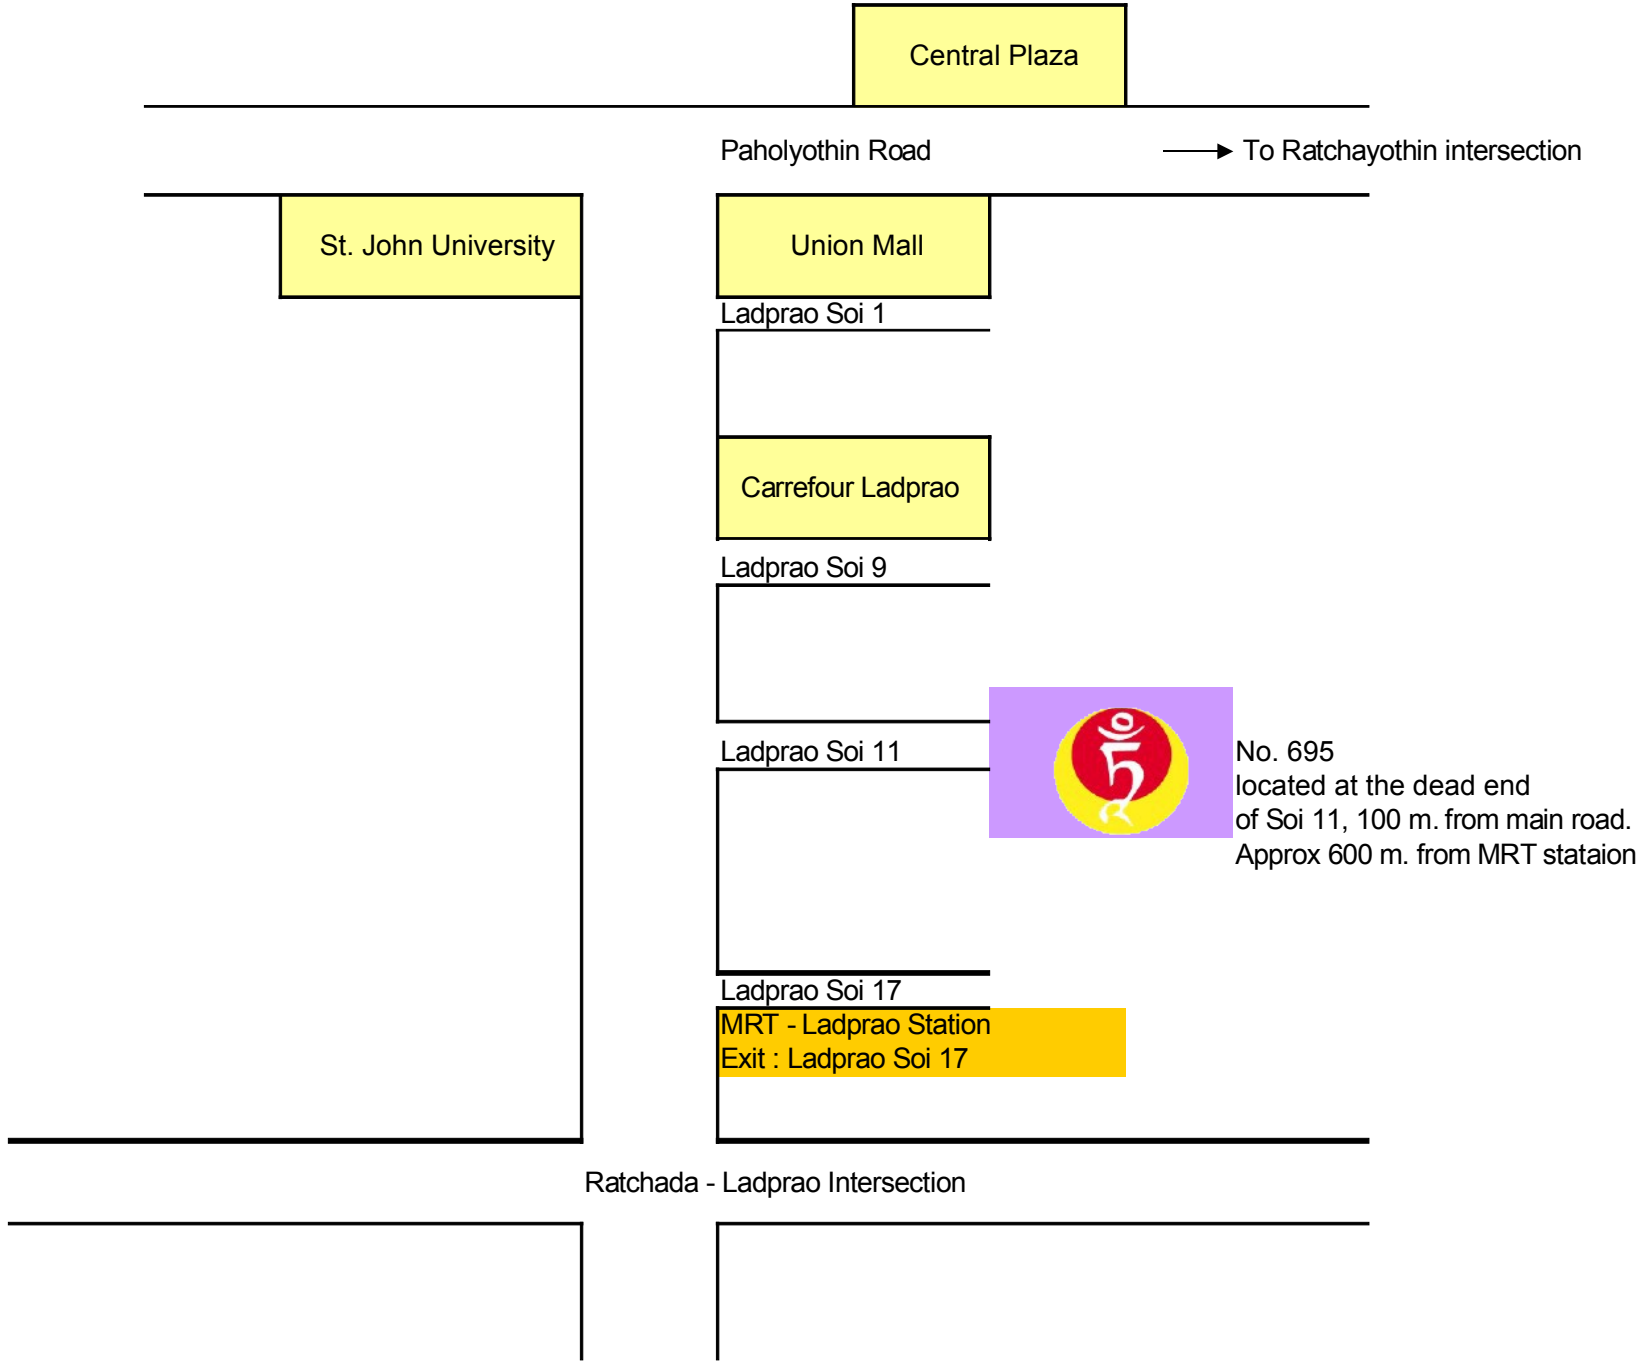 Central Plaza
Paholyothin Road
To Ratchayothin intersection
St. John University
Union Mall
Ladprao Soi 1
Carrefour Ladprao
Ladprao Soi 9
Ladprao Soi 11
No. 695
located at the dead end
of Soi 11, 100 m. from main road.
Approx 600 m. from MRT stataion
Ladprao Soi 17
MRT - Ladprao Station
Exit : Ladprao Soi 17
Ratchada - Ladprao Intersection